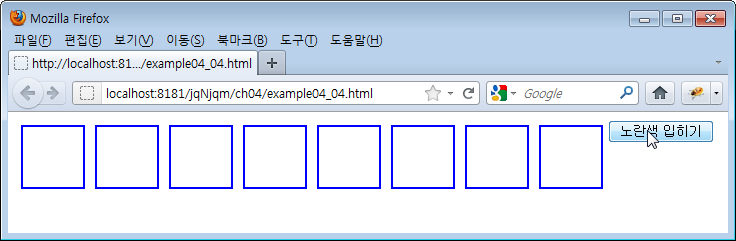 Mozilla Firefox
파일(F) 편집(E) 보기(V) 이동(S) 북마크(B) 도구(T) 도움말(H)
http://localhost:81.../example04_04.html
localhost:8181/jqNjqm/ch04/example04_04.html Google
노란색 입히기